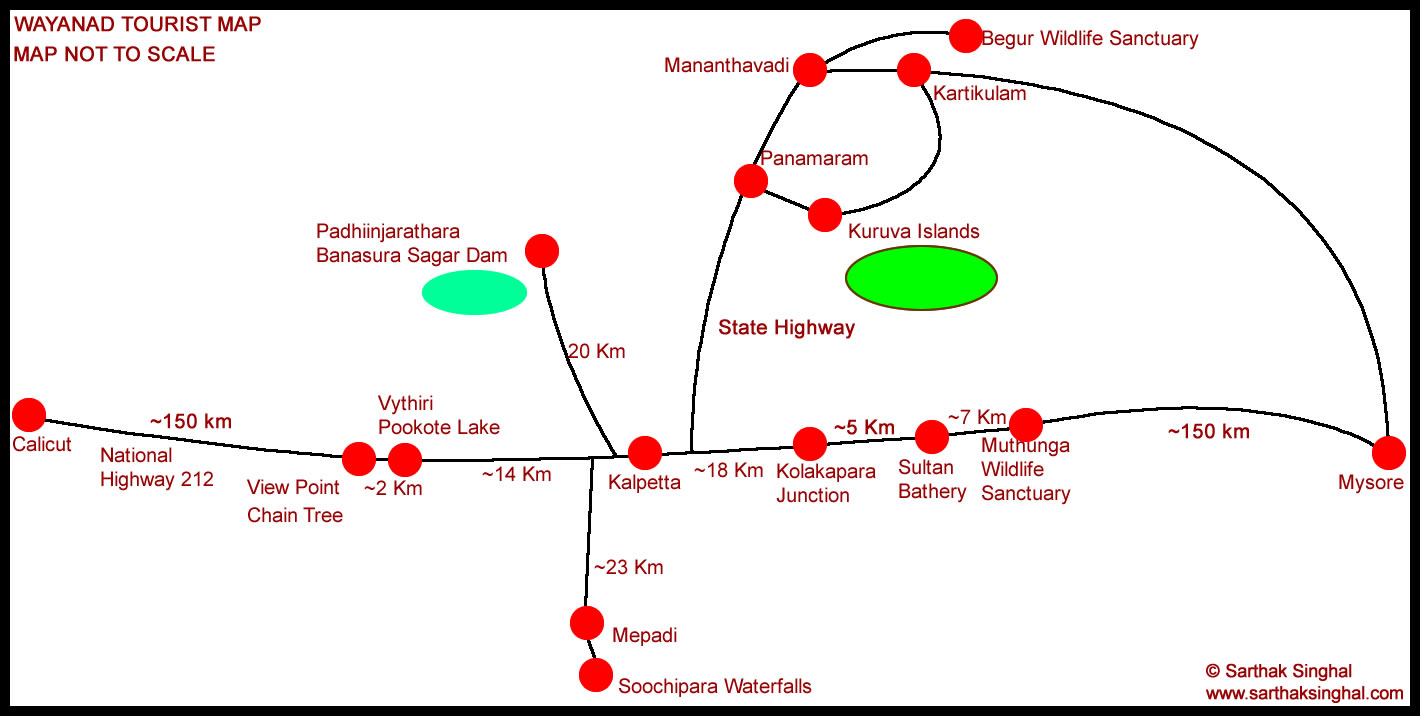 WAYANAD TOURIST MAP
MAP NOT TO SCALE
Begur Wildlife Sanctuary
Mananthavadi
Kartikulam
Panamaram
Kuruva Islands
Padhiinjarathara
Banasura Sagar Dam
State Highway
20 Km
Calicut
~150 km
National
Highway 212
View Point
Chain Tree
~2 Km
Vythiri
Pookote Lake
~14 Km
Kalpetta
~18 Km
Kolakapara
Junction
~5 Km
Sultan
Bathery
~7 Km
Muthunga
Wildlife
Sanctuary
~150 km
Mysore
~23 Km
Mepadi
Soochipara Waterfalls
© Sarthak Singhal
www.sarthaksinghal.com